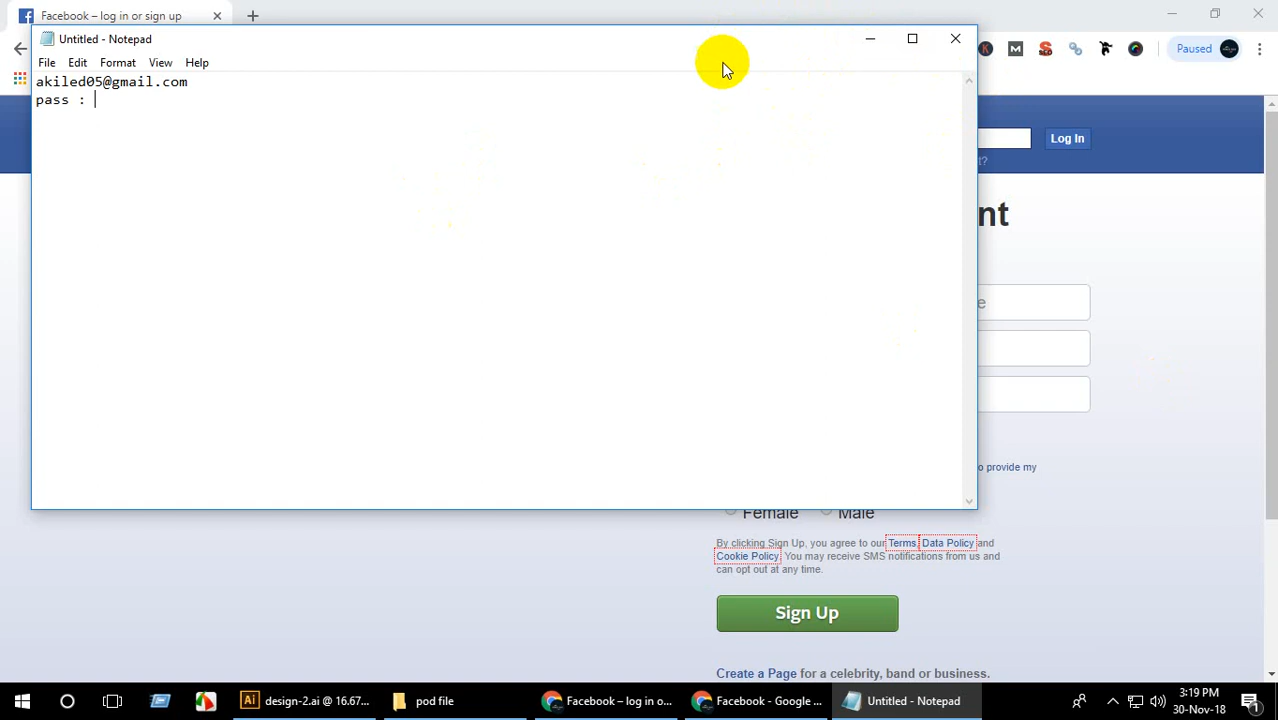 Facebook – log in or sign up
Untitled - Notepad
Paused
File Edit Format View Help
akiled05@gmail.com
pass :
Log In
?
nt
e
o provide my
Female Male
By clicking Sign Up, you agree to our Terms, Data Policy and
Cookie Policy. You may receive SMS notifications from us and
can opt out at any time.
Sign Up
Create a Page for a celebrity, band or business.
design-2.ai @ 16.67...
pod file
Facebook – log in o...
Facebook - Google ...
Untitled - Notepad
3:19 PM
30-Nov-18